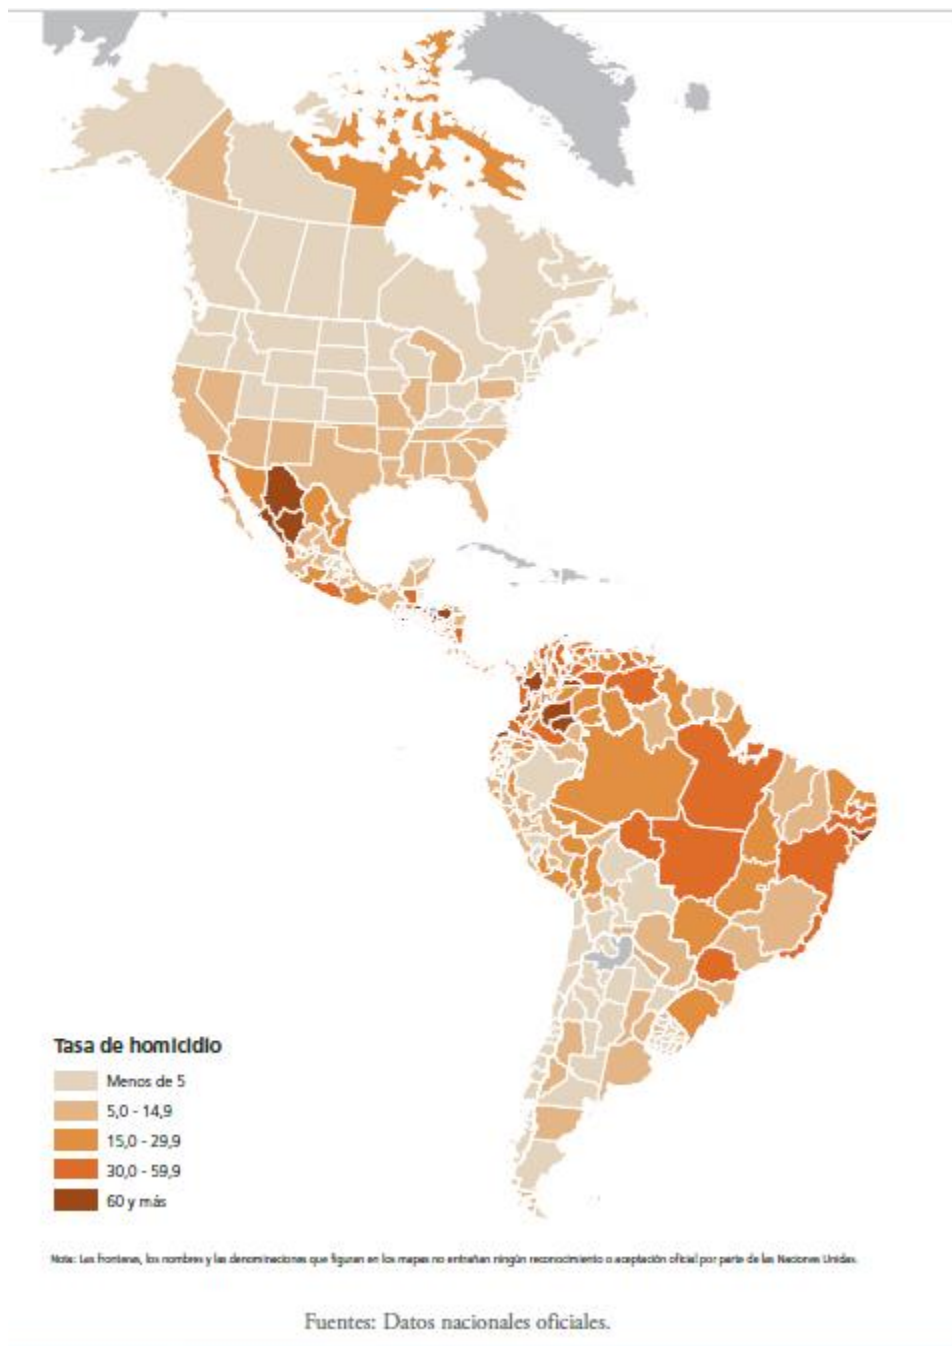 Tasa de homicidio
Menos de 5
5,0 - 14,9
15,0 - 29,9
30,0 - 59,9
60 y más
Nota: Las fronteras, los nombres y las denominaciones que figuran en los mapas no entrañan ningún reconocimiento o aceptación oficial por parte de las Naciones Unidas.
Fuentes: Datos nacionales oficiales.